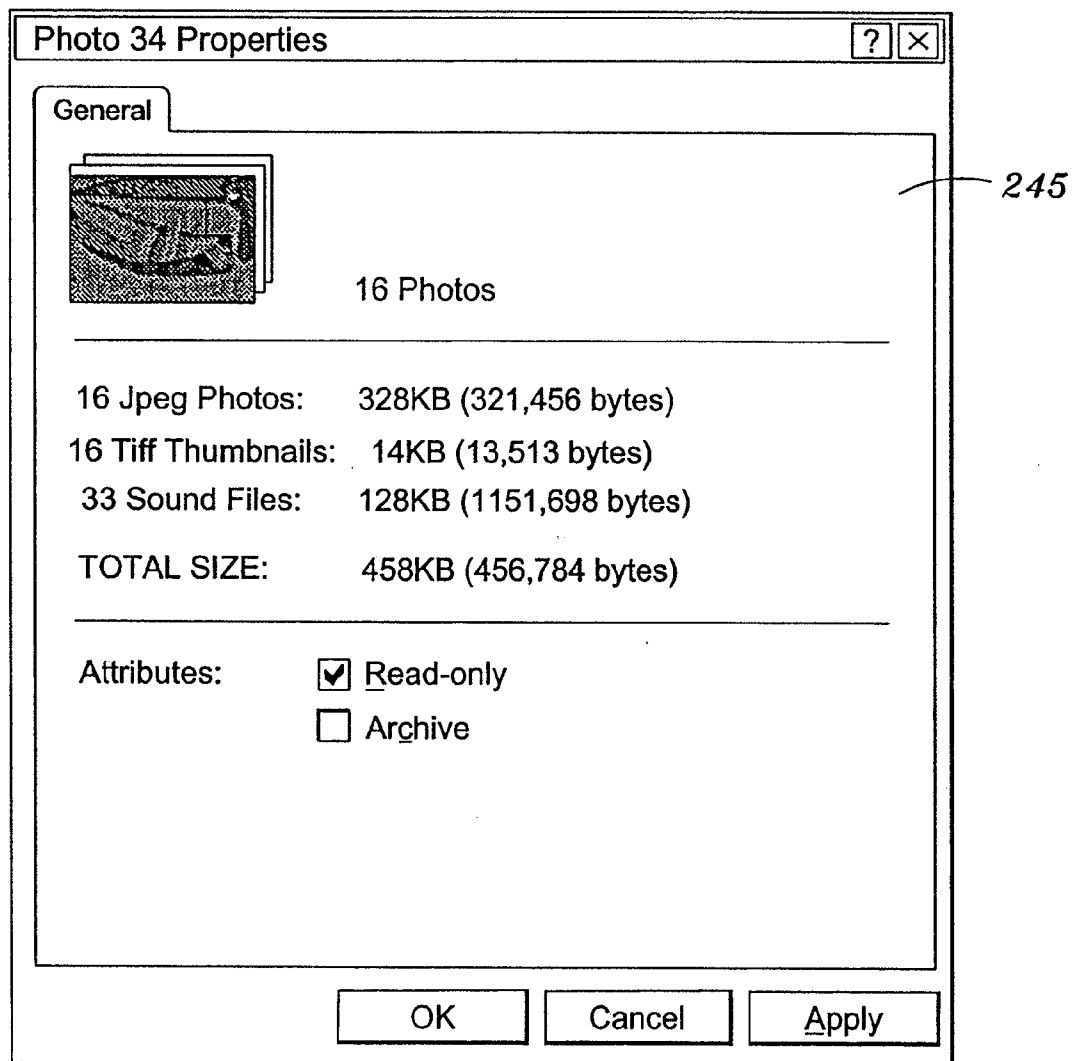 Photo 34 Properties ? ×
General
245
16 Photos
16 Jpeg Photos: 328KB (321,456 bytes)
16 Tiff Thumbnails: 14KB (13,513 bytes)
33 Sound Files: 128KB (1151,698 bytes)
TOTAL SIZE: 458KB (456,784 bytes)
Attributes: Read-only
Archive
OK Cancel Apply